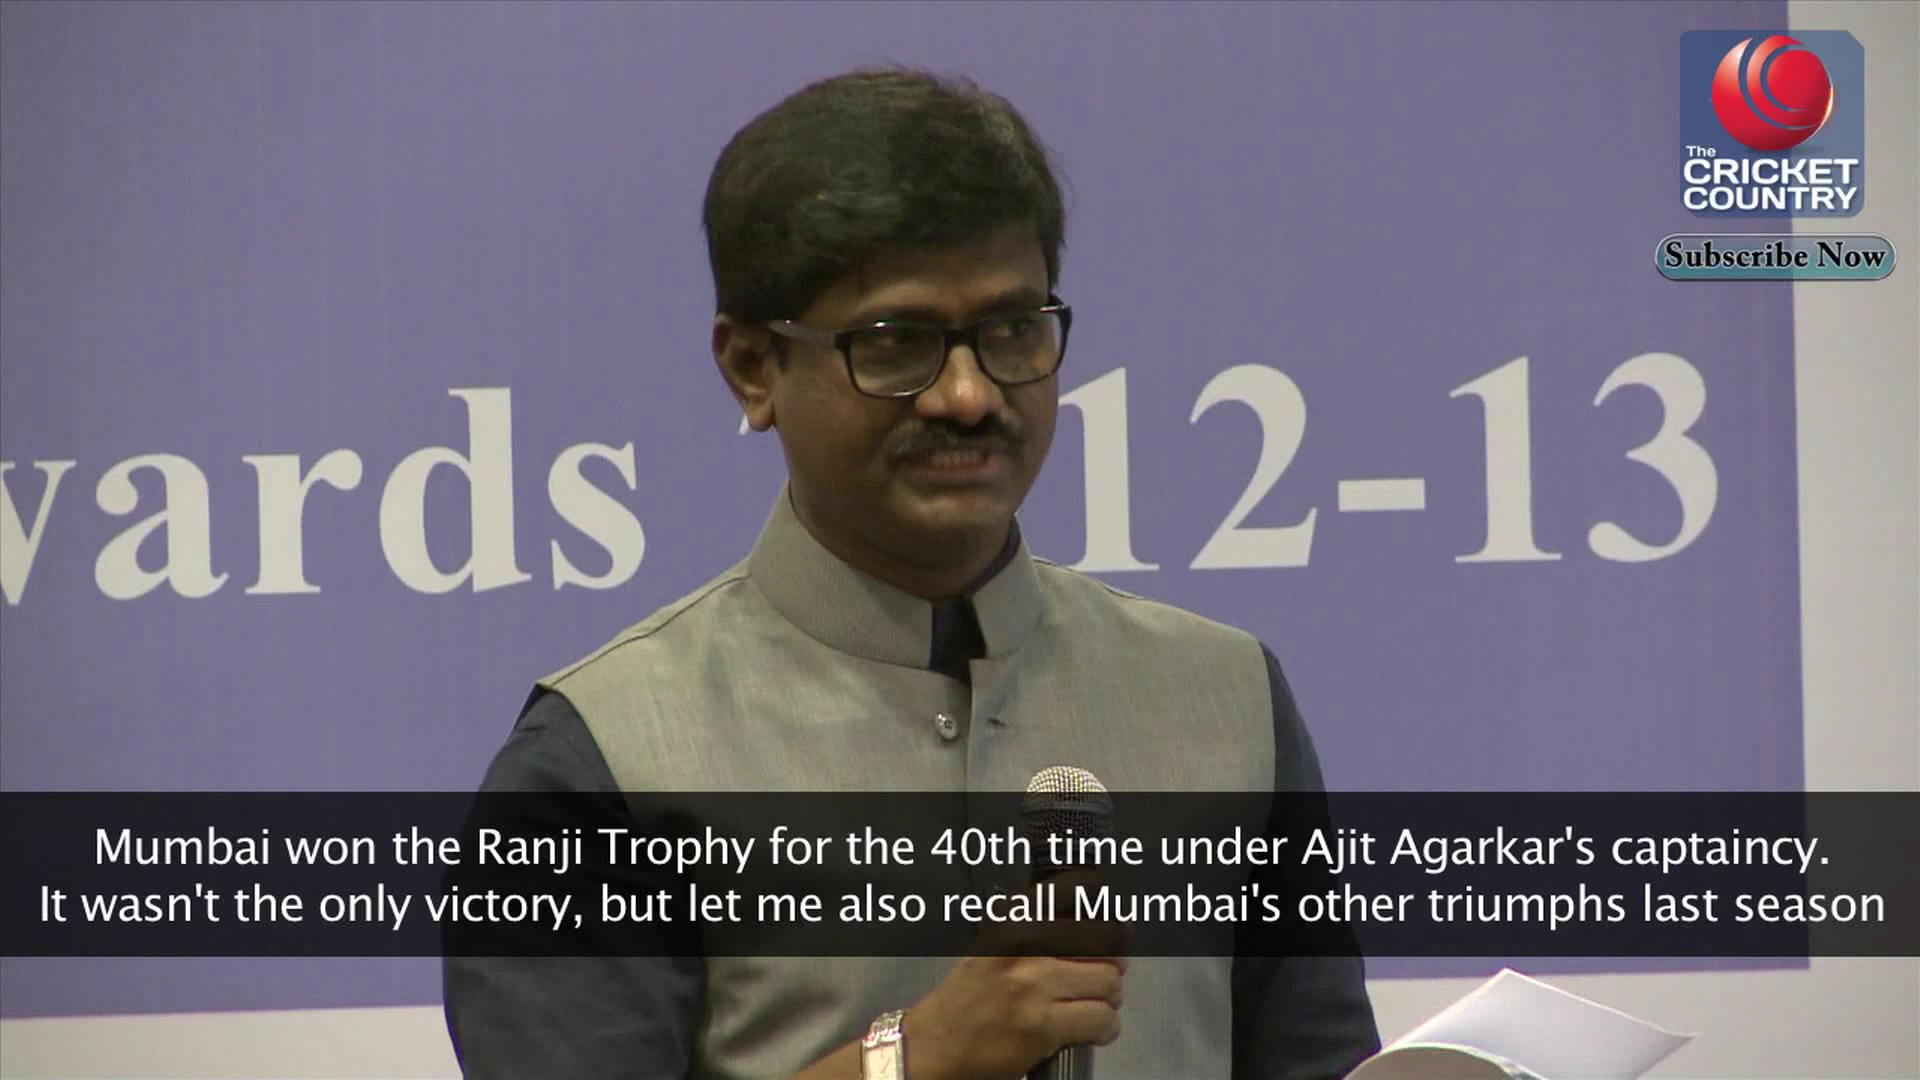 The
CRICKET
COUNTRY
Subscribe Now
wards 12-13
Mumbai won the Ranji Trophy for the 40th time under Ajit Agarkar's captaincy.
It wasn't the only victory, but let me also recall Mumbai's other triumphs last season